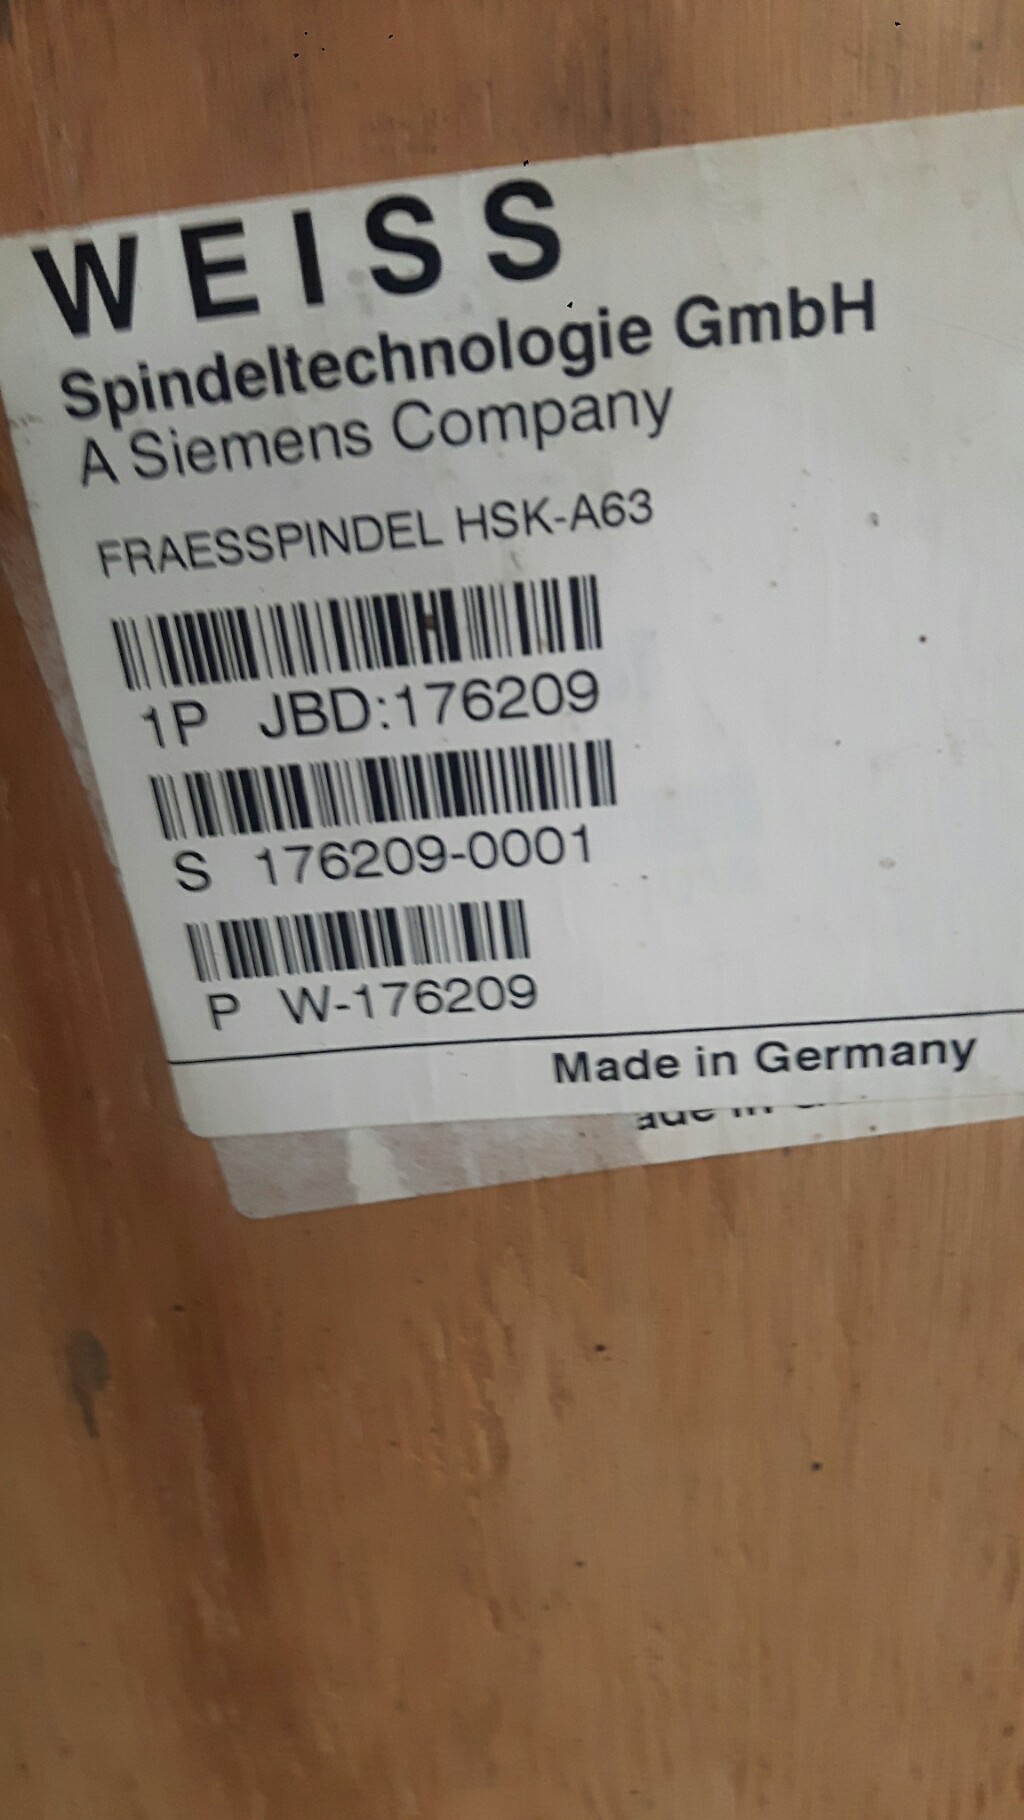 WEISS
Spindeltechnologie GmbH
A Siemens Company
FRAESSPINDEL HSK-A63
1P JBD:176209
S 176209-0001
P W-176209
Made in Germany